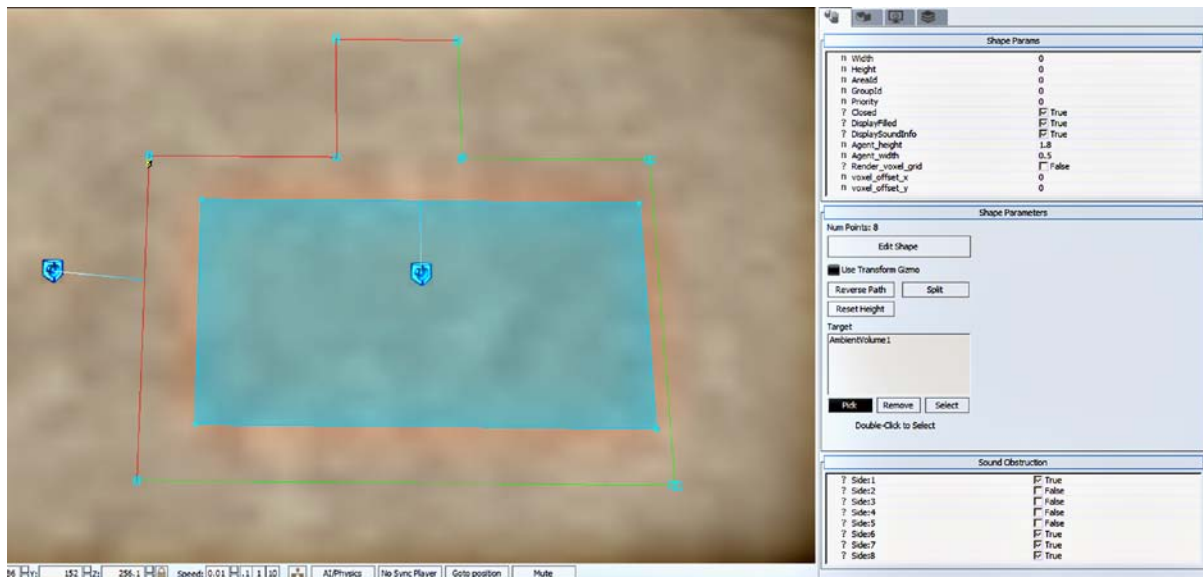 Shape Params
n Width 0
n Height 0
n AreaId 0
n GroupId 0
n Priority 0
? Closed True
? DisplayFilled True
? DisplaySoundInfo True
n Agent_height 1.8
n Agent_width 0.5
? Render_voxel_grid False
n voxel_offset_x 0
n voxel_offset_y 0
Shape Parameters
Num Points: 8
Edit Shape
Use Transform Gizmo
Reverse Path Split
Reset Height
Target
AmbientVolume1
Pick Remove Select
Double-Click to Select
Sound Obstruction
? Side:1 True
? Side:2 False
? Side:3 False
? Side:4 False
? Side:5 False
? Side:6 True
? Side:7 True
? Side:8 True
Y: 152 Z: 256.1 Speed: 0.01 .1 1 10 AI/Physics No Sync Player Goto position Mute